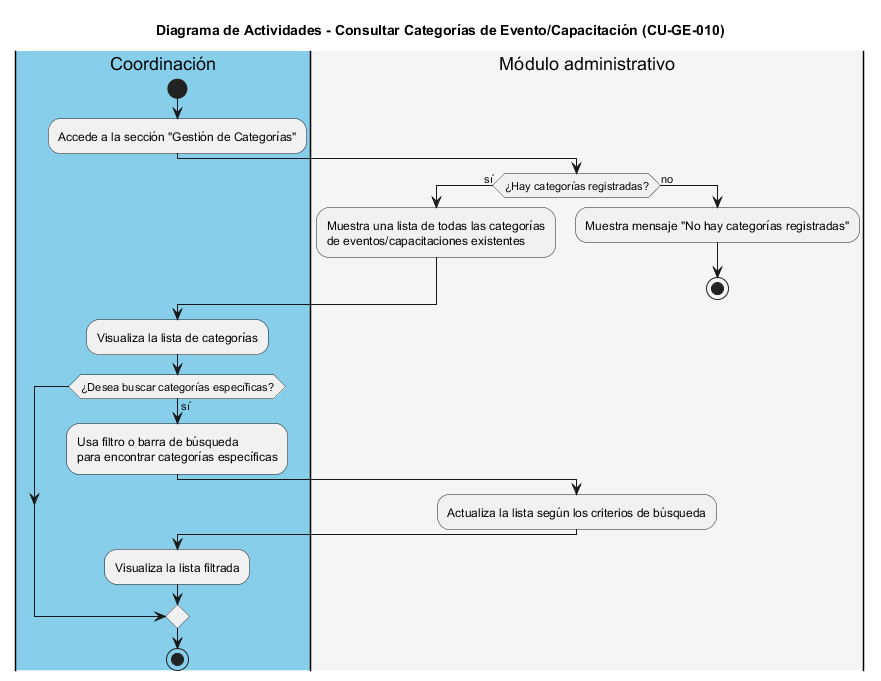 Diagrama de Actividades - Consultar Categorías de Evento/Capacitación (CU-GE-010)
Coordinación
Módulo administrativo
Accede a la sección "Gestión de Categorías"
¿Hay categorías registradas?
sí
no
Muestra una lista de todas las categorías
de eventos/capacitaciones existentes
Muestra mensaje "No hay categorías registradas"
Visualiza la lista de categorías
¿Desea buscar categorías específicas?
sí
Usa filtro o barra de búsqueda
para encontrar categorías específicas
Actualiza la lista según los criterios de búsqueda
Visualiza la lista filtrada